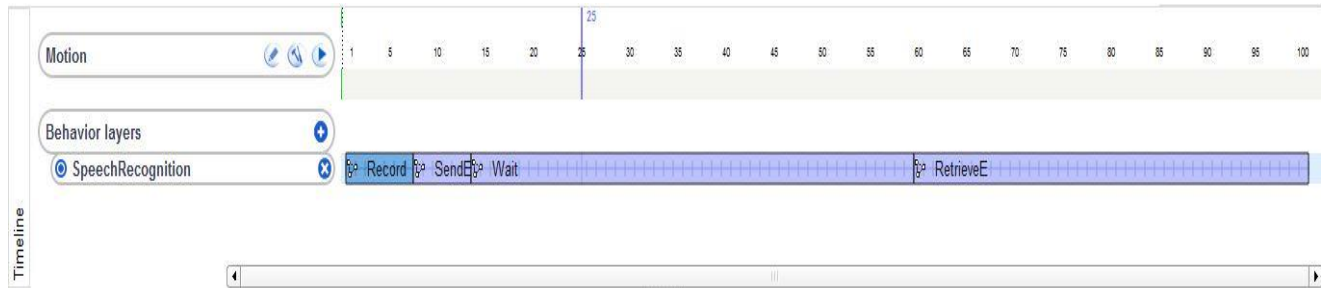 25
Motion 1 5 10 15 20 25 30 35 40 45 50 55 60 65 70 75 80 85 90 95 100
Behavior layers
SpeechRecognition Record SendE Wait RetrieveE
Timeline